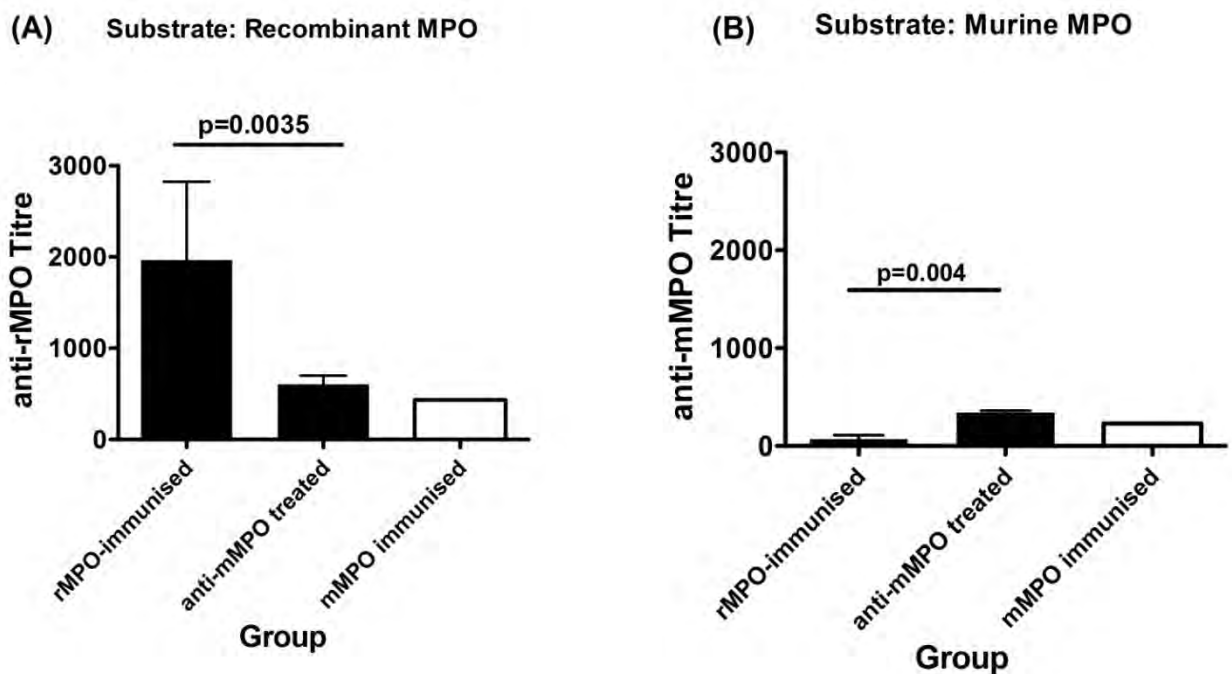 (A) Substrate: Recombinant MPO
p=0.0035
3000
2000
1000
0
anti-rMPO Titre
rMPO-immunised
anti-mMPO treated
mMPO immunised
Group
(B) Substrate: Murine MPO
3000
2000
1000
0
p=0.004
anti-mMPO Titre
rMPO-immunised
anti-mMPO treated
mMPO immunised
Group